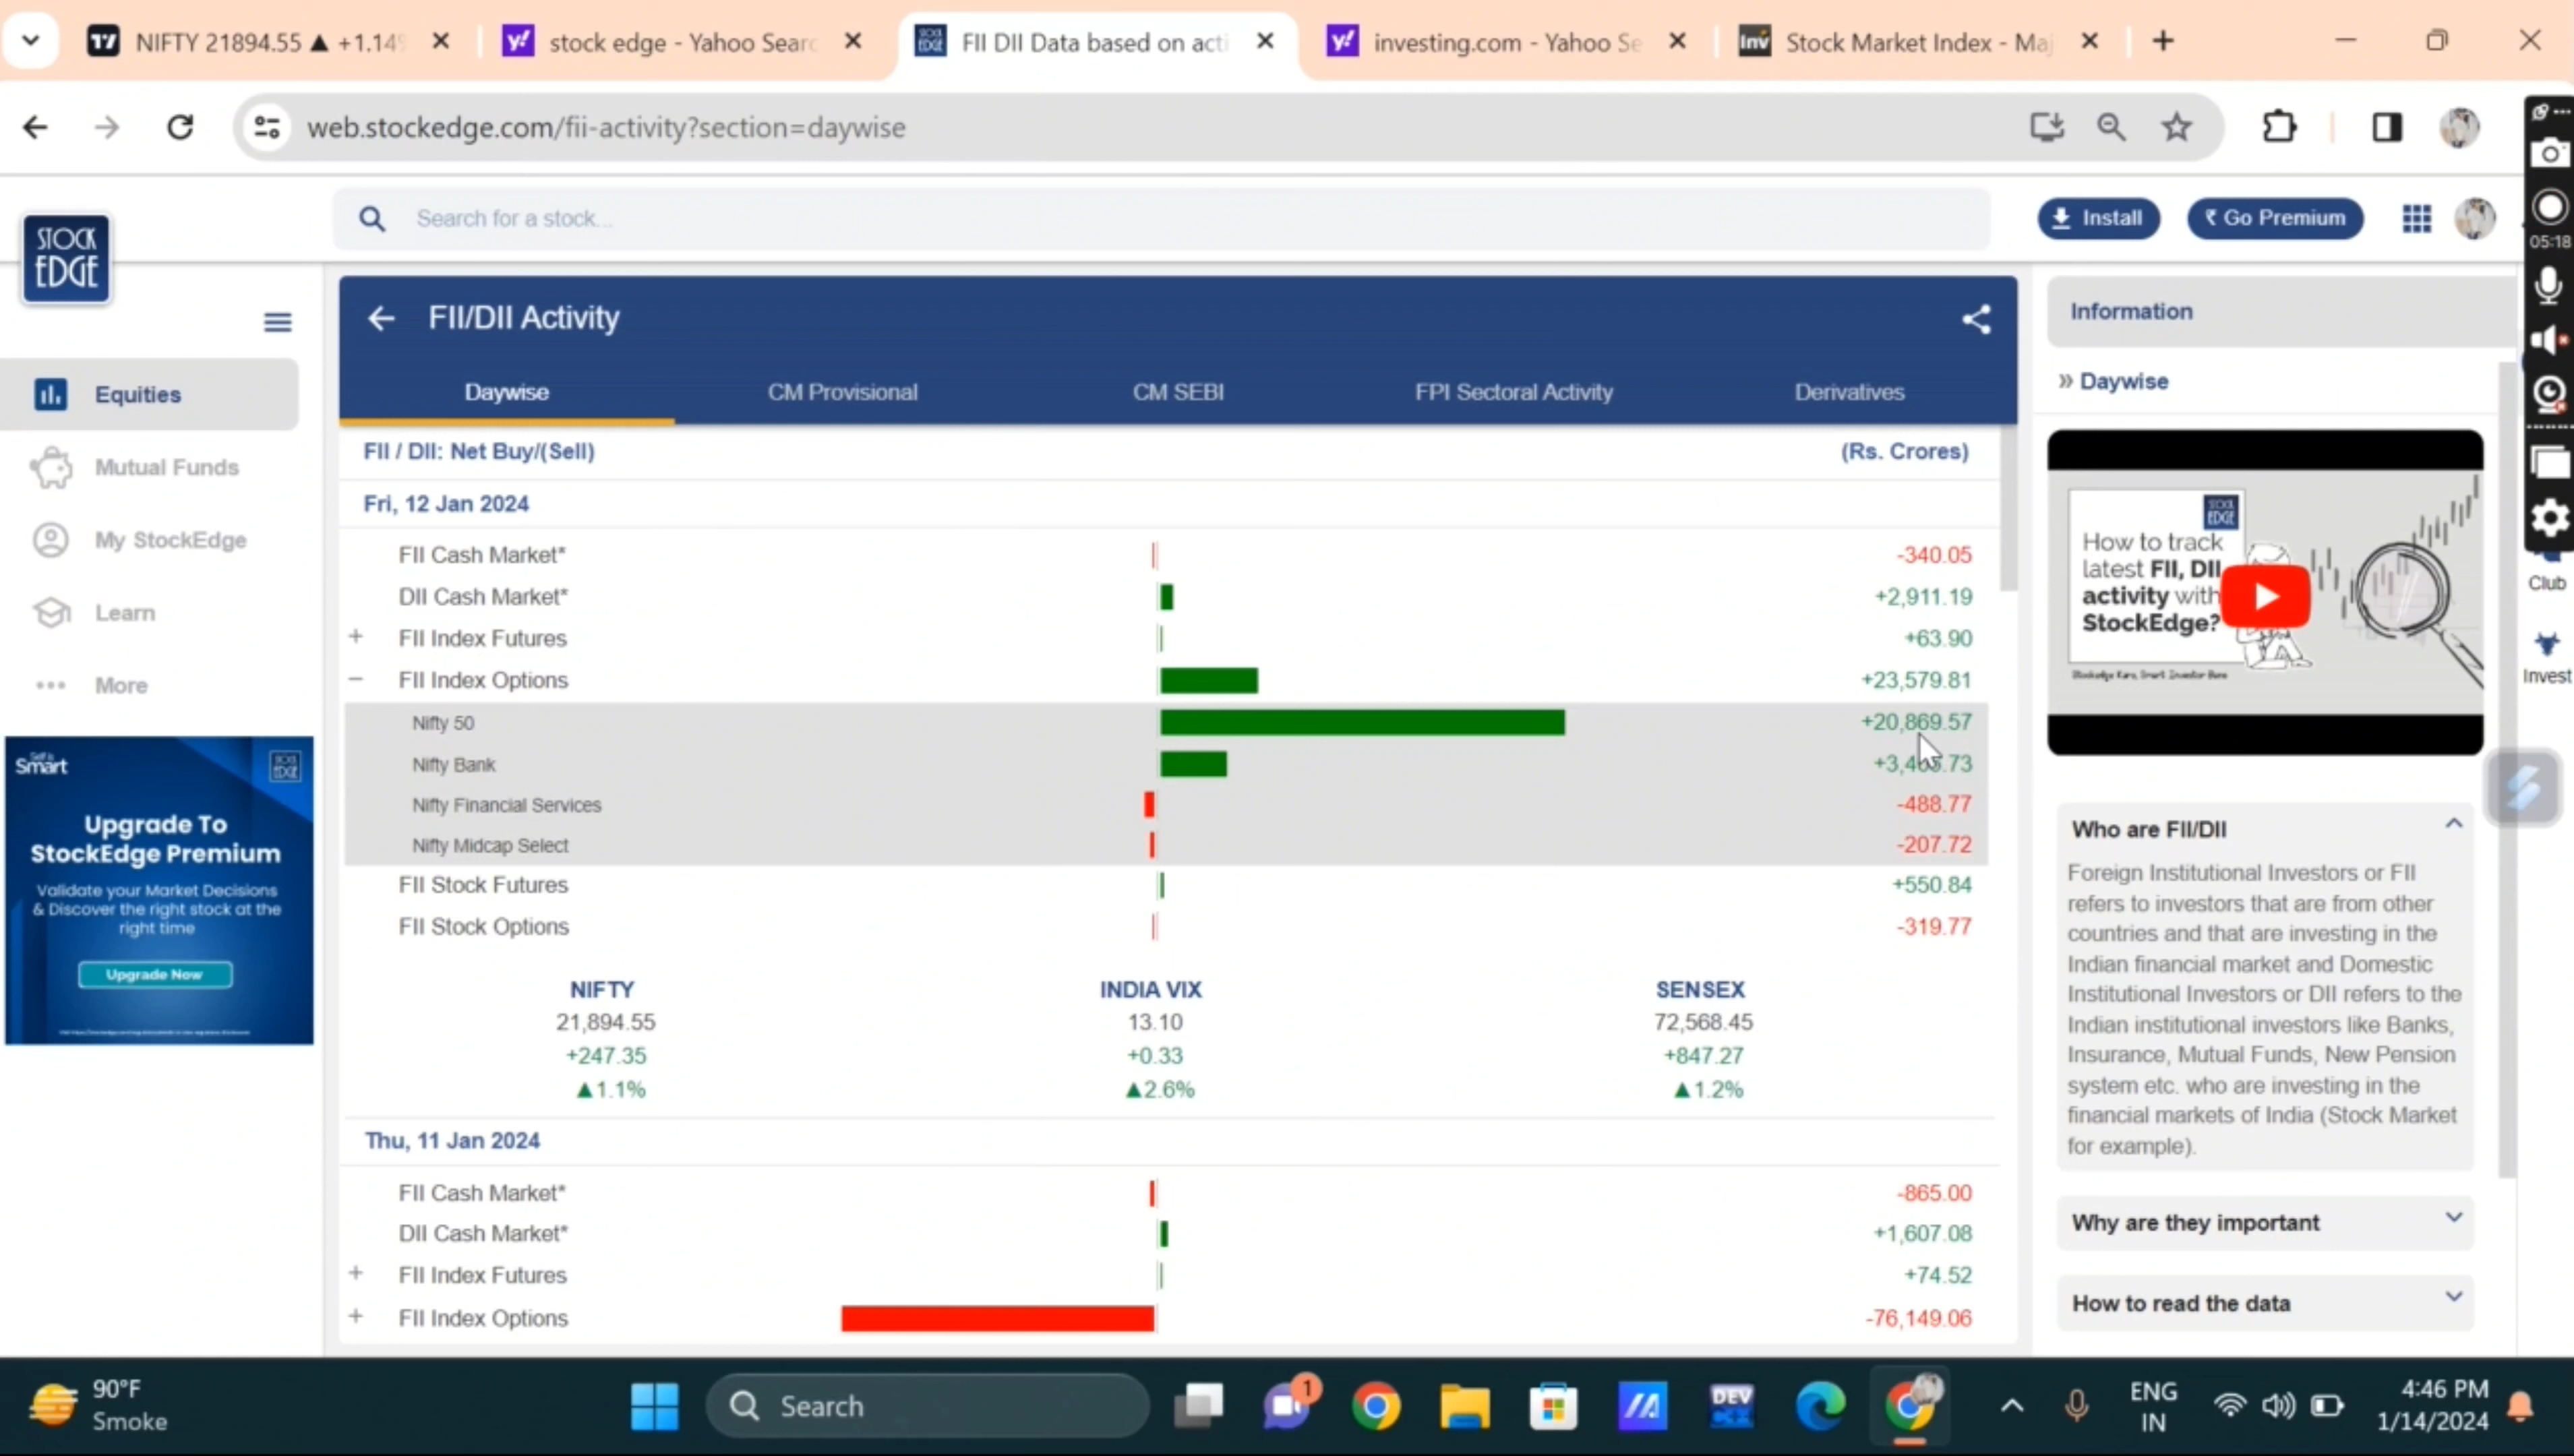 NIFTY 21894.55 ▲ +1.14%
stock edge - Yahoo Searc
FII DII Data based on acti
investing.com - Yahoo Se
Stock Market Index - Maj
web.stockedge.com/fii-activity?section=daywise
05:18
STOCK
EDGE
Search for a stock...
Install
₹ Go Premium
Equities
Mutual Funds
My StockEdge
Learn
More
Smart
Upgrade To
StockEdge Premium
Validate your Market Decisions
& Discover the right stock at the
right time
Upgrade Now
FII/DII Activity
Daywise CM Provisional CM SEBI FPI Sectoral Activity Derivatives
FII / DII: Net Buy/(Sell) (Rs. Crores)
Fri, 12 Jan 2024
FII Cash Market* -340.05
DII Cash Market* +2,911.19
+ FII Index Futures +63.90
− FII Index Options +23,579.81
Nifty 50 +20,869.57
Nifty Bank
Nifty Financial Services -488.77
Nifty Midcap Select -207.72
FII Stock Futures +550.84
FII Stock Options -319.77
NIFTY INDIA VIX SENSEX
21,894.55 13.10 72,568.45
+247.35 +0.33 +847.27
▲1.1% ▲2.6% ▲1.2%
Thu, 11 Jan 2024
FII Cash Market* -865.00
DII Cash Market* +1,607.08
+ FII Index Futures +74.52
+ FII Index Options -76,149.06
Information
» Daywise
STOCK
EDGE
How to track
latest FII, DII
activity with
StockEdge?
Who are FII/DII
Foreign Institutional Investors or FII
refers to investors that are from other
countries and that are investing in the
Indian financial market and Domestic
Institutional Investors or DII refers to the
Indian institutional investors like Banks,
Insurance, Mutual Funds, New Pension
system etc. who are investing in the
financial markets of India (Stock Market
for example).
Why are they important
How to read the data
Club
Invest
90°F
Smoke
Search
1
DEV
ENG
IN
4:46 PM
1/14/2024